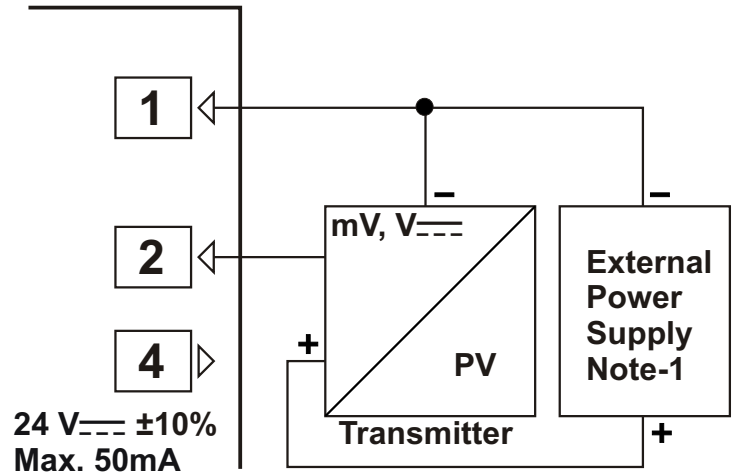 1
2
4
24 V⎓ ±10%
Max. 50mA
−
mV, V⎓
+
PV
Transmitter
−
External
Power
Supply
Note-1
+